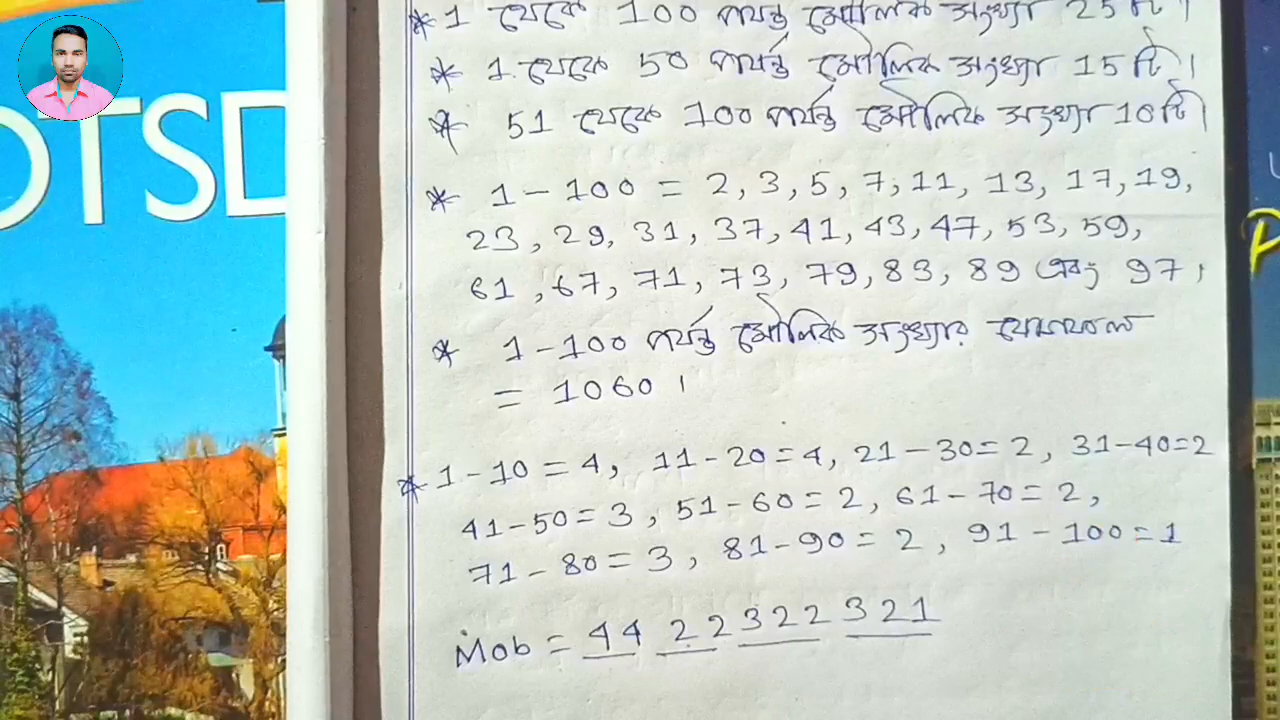 * 1 থেকে 100 পর্যন্ত মৌলিক সংখ্যা 25 টি।
* 1 থেকে 50 পর্যন্ত মৌলিক সংখ্যা 15 টি।
* 51 থেকে 100 পর্যন্ত মৌলিক সংখ্যা 10 টি।
* 1 - 100 = 2, 3, 5, 7, 11, 13, 17, 19,
23, 29, 31, 37, 41, 43, 47, 53, 59,
61, 67, 71, 73, 79, 83, 89 এবং 97।
* 1 - 100 পর্যন্ত মৌলিক সংখ্যার যোগফল
= 1060।
* 1 - 10 = 4, 11 - 20 = 4, 21 - 30 = 2, 31 - 40 = 2
41 - 50 = 3, 51 - 60 = 2, 61 - 70 = 2,
71 - 80 = 3, 81 - 90 = 2, 91 - 100 = 1
Mob = 44 22 322 321
OTSD